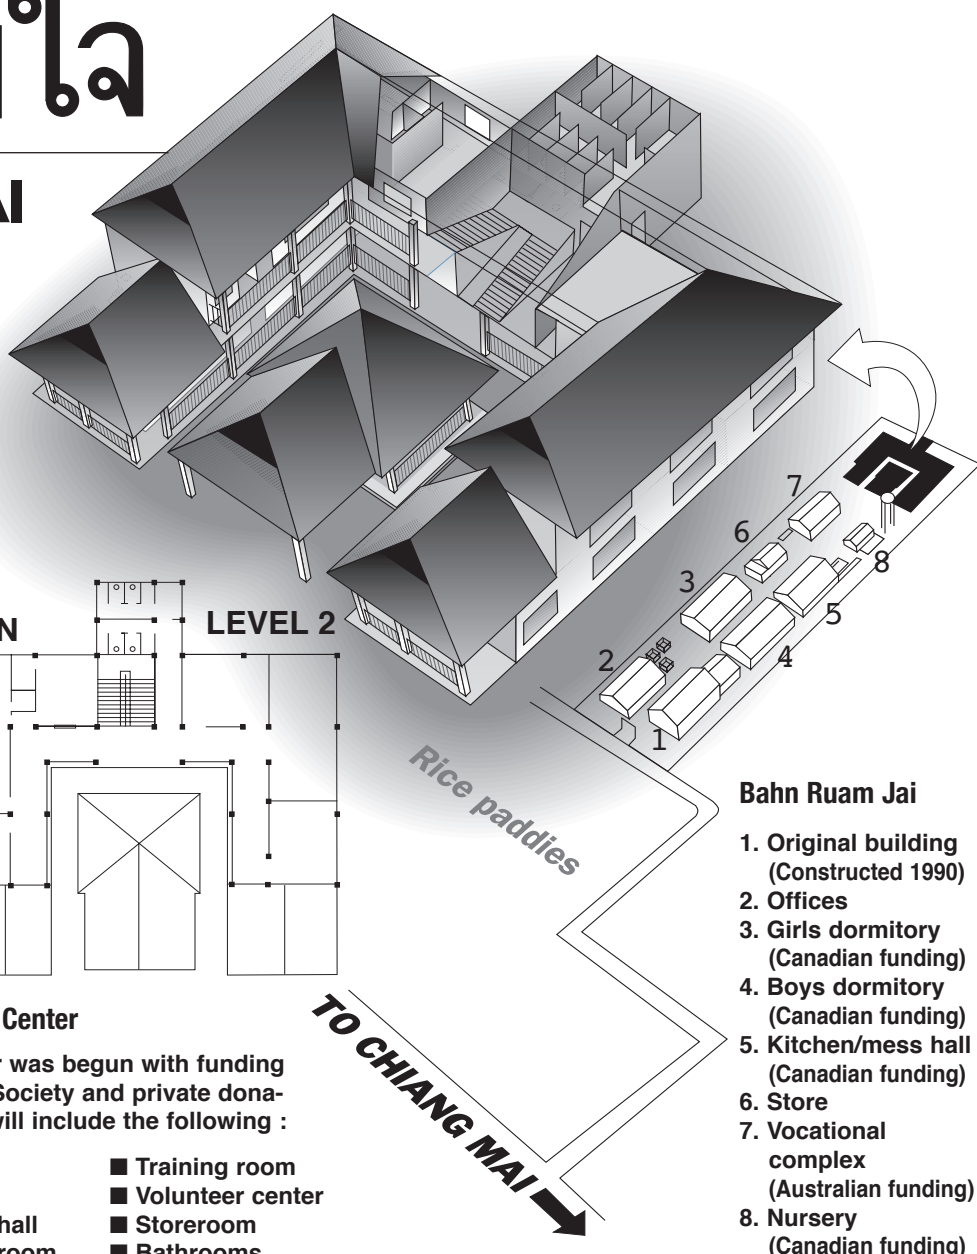 ใจ
LEVEL 2
7
6
8
3
5
2
4
1
Rice paddies
Bahn Ruam Jai
1. Original building
(Constructed 1990)
2. Offices
3. Girls dormitory
(Canadian funding)
4. Boys dormitory
(Canadian funding)
5. Kitchen/mess hall
(Canadian funding)
6. Store
7. Vocational
complex
(Australian funding)
8. Nursery
(Canadian funding)
TO CHIANG MAI
Center
was begun with funding
Society and private dona-
will include the following :
■ Training room
■ Volunteer center
hall ■ Storeroom
room ■ Bathrooms